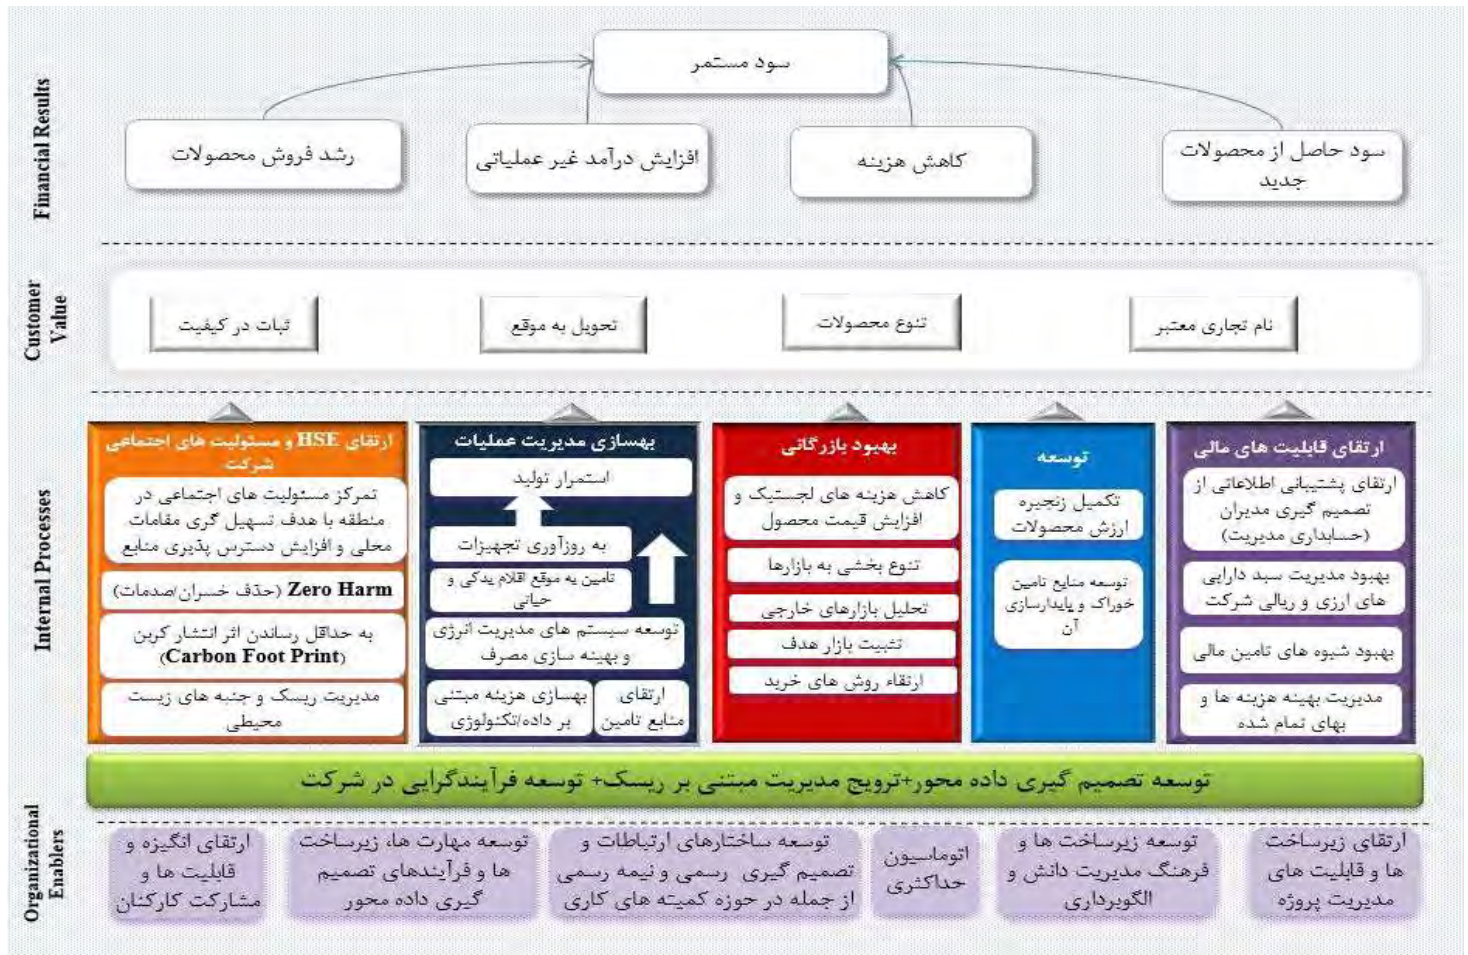 Financial Results
سود مستمر
سود حاصل از محصولات
جدید
کاهش هزینه
افزایش درآمد غیر عملیاتی
رشد فروش محصولات
Customer
Value
نام تجاری معتبر
تنوع محصولات
تحویل به موقع
ثبات در کیفیت
Internal Processes
ارتقای قابلیت های مالی
ارتقای پشتیبانی اطلاعاتی از
تصمیم گیری مدیران
(حسابداری مدیریت)
بهبود مدیریت سبد دارایی
های ارزی و ریالی شرکت
بهبود شیوه های تامین مالی
مدیریت بهینه هزینه ها و
بهای تمام شده
توسعه
تکمیل زنجیره
ارزش محصولات
توسعه منابع تامین
خوراک و پایدارسازی
آن
بهبود بازرگانی
کاهش هزینه های لجستیک و
افزایش قیمت محصول
تنوع بخشی به بازارها
تحلیل بازارهای خارجی
تثبیت بازار هدف
ارتقاء روش های خرید
بهسازی مدیریت عملیات
استمرار تولید
به روزآوری تجهیزات
تامین به موقع اقلام یدکی و
حیاتی
توسعه سیستم های مدیریت انرژی
و بهینه سازی مصرف
ارتقای
منابع تامین
بهسازی هزینه مبتنی
بر داده/تکنولوژی
ارتقای HSE و مسئولیت های اجتماعی
شرکت
تمرکز مسئولیت های اجتماعی در
منطقه با هدف تسهیل گری مقامات
محلی و افزایش دسترس پذیری منابع
Zero Harm (حذف خسران/صدمات)
به حداقل رساندن اثر انتشار کربن
(Carbon Foot Print)
مدیریت ریسک و جنبه های زیست
محیطی
توسعه تصمیم گیری داده محور+ترویج مدیریت مبتنی بر ریسک+ توسعه فرآیندگرایی در شرکت
Organizational
Enablers
ارتقای زیرساخت
ها و قابلیت های
مدیریت پروژه
توسعه زیرساخت ها و
فرهنگ مدیریت دانش و
الگوبرداری
اتوماسیون
حداکثری
توسعه ساختارهای ارتباطات و
تصمیم گیری رسمی و نیمه رسمی
از جمله در حوزه کمیته های کاری
توسعه مهارت ها، زیرساخت
ها و فرآیندهای تصمیم
گیری داده محور
ارتقای انگیزه و
قابلیت ها و
مشارکت کارکنان